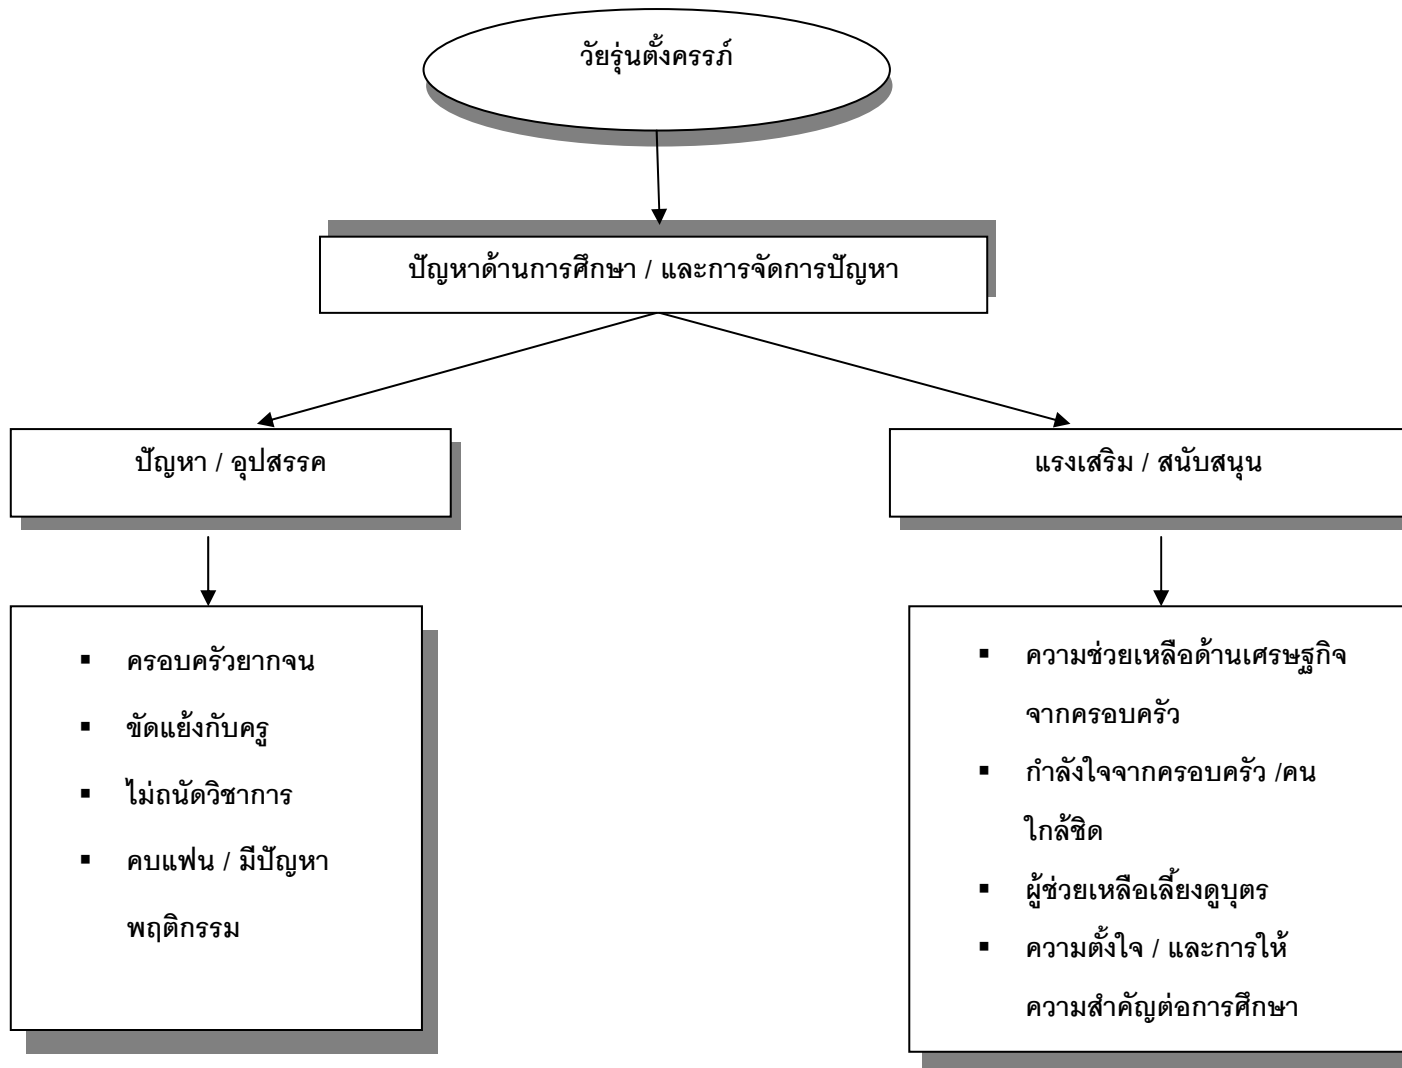 วัยรุ่นตั้งครรภ์
ปัญหาด้านการศึกษา / และการจัดการปัญหา
ปัญหา / อุปสรรค
แรงเสริม / สนับสนุน
▪ ครอบครัวยากจน
▪ ขัดแย้งกับครู
▪ ไม่ถนัดวิชาการ
▪ คบแฟน / มีปัญหา
พฤติกรรม
▪ ความช่วยเหลือด้านเศรษฐกิจ
จากครอบครัว
▪ กำลังใจจากครอบครัว /คน
ใกล้ชิด
▪ ผู้ช่วยเหลือเลี้ยงดูบุตร
▪ ความตั้งใจ / และการให้
ความสำคัญต่อการศึกษา